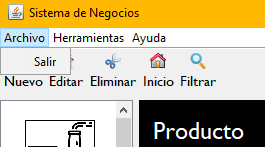 Sistema de Negocios
Archivo Herramientas Ayuda
Salir
Nuevo Editar Eliminar Inicio Filtrar
Producto